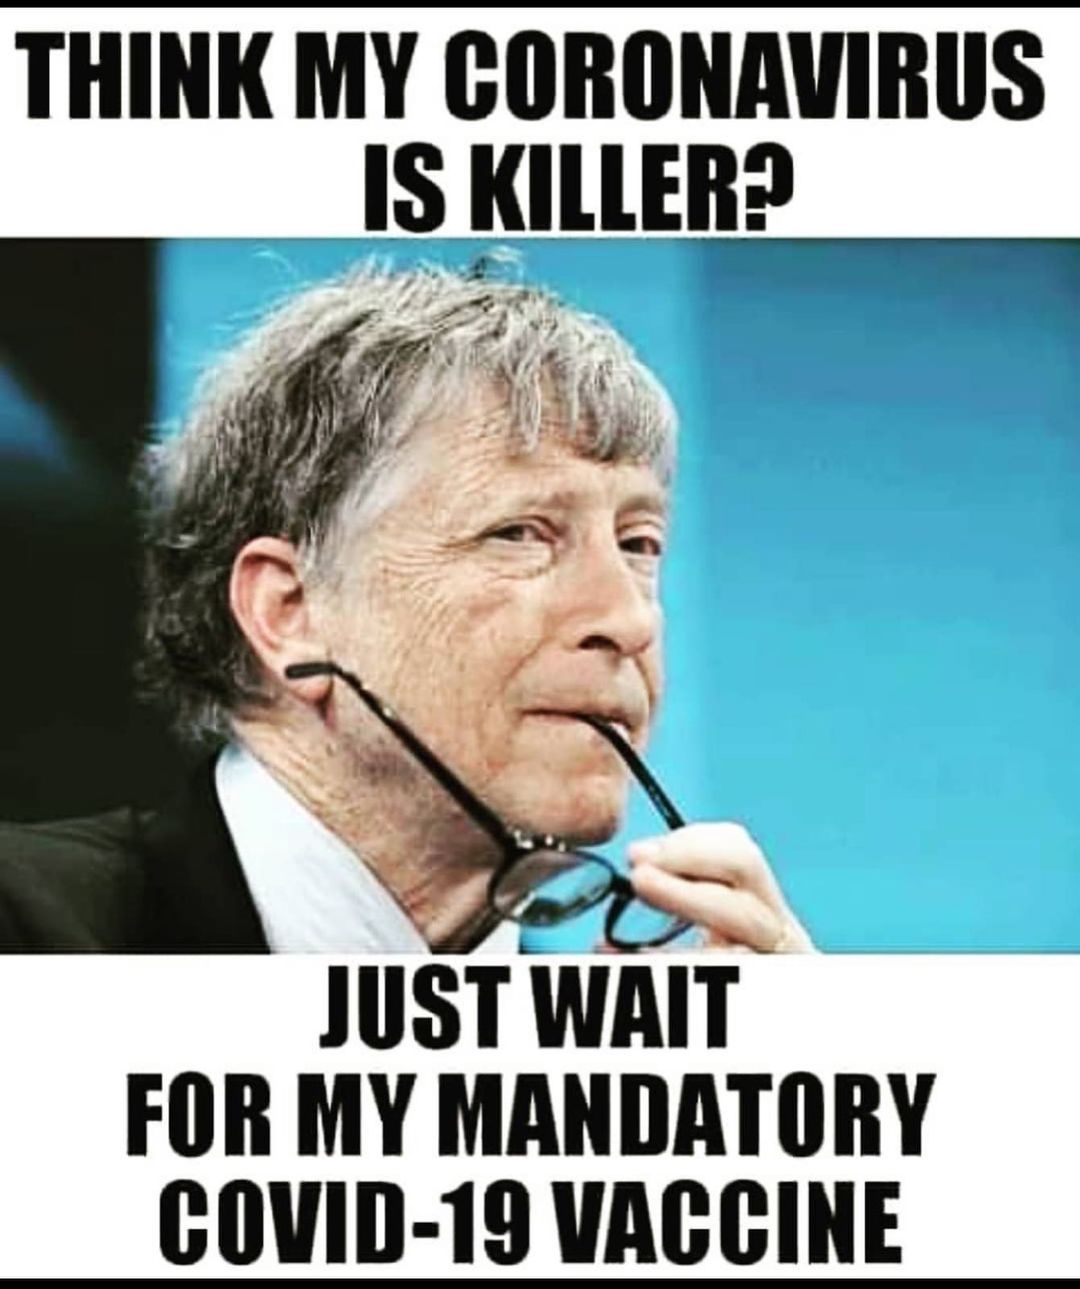 THINK MY CORONAVIRUS
IS KILLER?
JUST WAIT
FOR MY MANDATORY
COVID-19 VACCINE